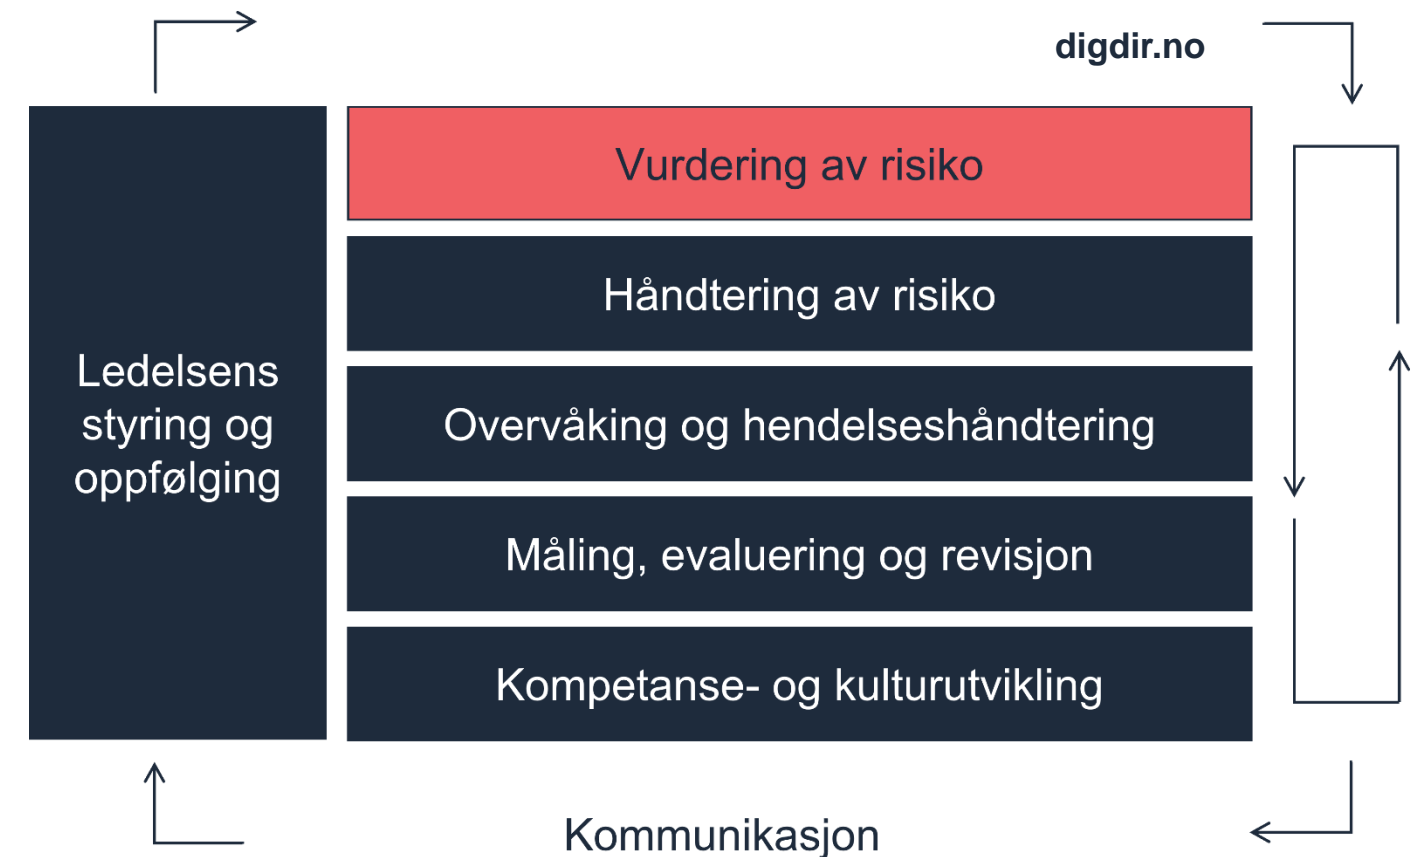 digdir.no
Ledelsens
styring og
oppfølging
Vurdering av risiko
Håndtering av risiko
Overvåking og hendelseshåndtering
Måling, evaluering og revisjon
Kompetanse- og kulturutvikling
Kommunikasjon